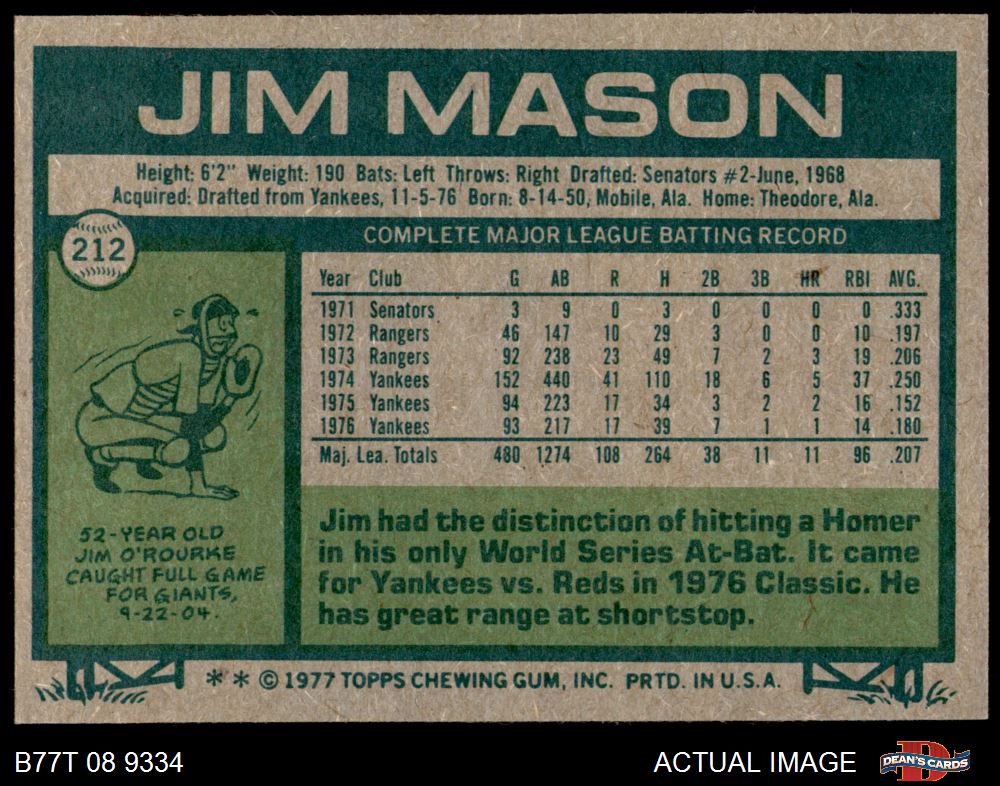 JIM MASON
Height: 6'2" Weight: 190 Bats: Left Throws: Right Drafted: Senators #2-June, 1968
Acquired: Drafted from Yankees, 11-5-76 Born: 8-14-50, Mobile, Ala. Home: Theodore, Ala.
212
COMPLETE MAJOR LEAGUE BATTING RECORD
Year Club G AB R H 2B 3B HR RBI AVG.
1971 Senators 3 9 0 3 0 0 0 0 .333
1972 Rangers 46 147 10 29 3 0 0 10 .197
1973 Rangers 92 238 23 49 7 2 3 19 .206
1974 Yankees 152 440 41 110 18 6 5 37 .250
1975 Yankees 94 223 17 34 3 2 2 16 .152
1976 Yankees 93 217 17 39 7 1 1 14 .180
Maj. Lea. Totals 480 1274 108 264 38 11 11 96 .207
52-YEAR OLD
JIM O'ROURKE
CAUGHT FULL GAME
FOR GIANTS,
9-22-04.
Jim had the distinction of hitting a Homer
in his only World Series At-Bat. It came
for Yankees vs. Reds in 1976 Classic. He
has great range at shortstop.
* * © 1977 TOPPS CHEWING GUM, INC. PRTD. IN U.S.A.
B77T 08 9334
ACTUAL IMAGE
D
DEAN'S CARDS